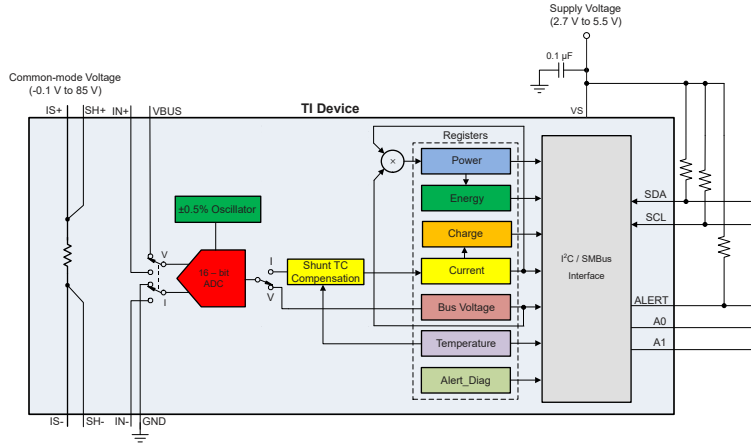 Supply Voltage
(2.7 V to 5.5 V)
0.1 µF
Common-mode Voltage
(-0.1 V to 85 V)
IS+ SH+ IN+ VBUS
TI Device
VS
Registers
×
Power
Energy
±0.5% Oscillator
SDA
Charge
SCL
V
I
16 – bit
ADC
Shunt TC
Compensation
Current
I²C / SMBus
Interface
I
V
Bus Voltage
ALERT
A0
Temperature
A1
Alert_Diag
IS- SH- IN- GND